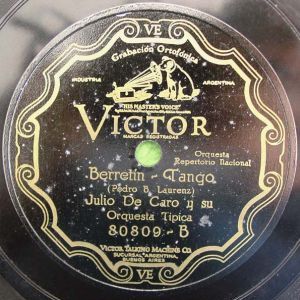 VE
Grabación Ortofónica
INDUSTRIA
ARGENTINA
"HIS MASTER'S VOICE"
VICTOR
MARCAS REGISTRADAS
Orquesta
Repertorio Nacional
Berretín - Tango
(Pedro B. Laurenz)
Julio De Caro y su
Orquesta Típica
80809-B
VICTOR TALKING MACHINE CO.
SUCURSAL ARGENTINA,
BUENOS AIRES
VE